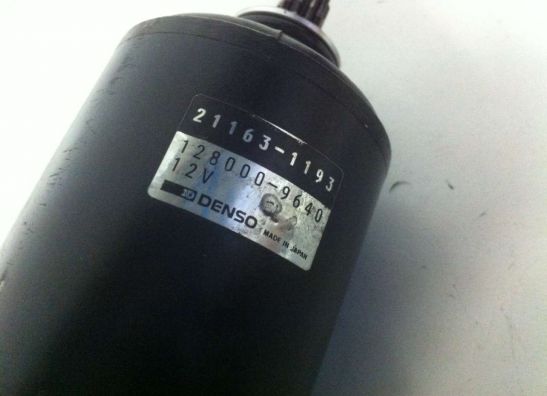 21163-1193
128000-9640
12V
DENSO MADE IN JAPAN